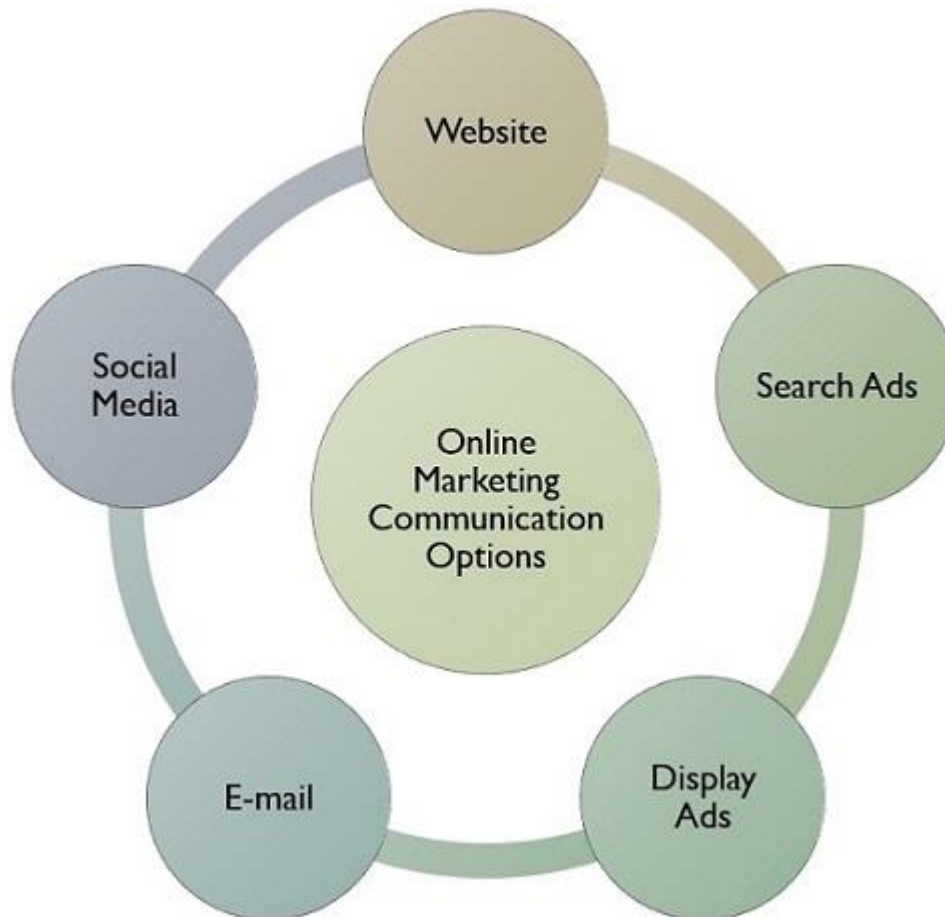 Website
Social
Media
Search Ads
Online
Marketing
Communication
Options
E-mail
Display
Ads